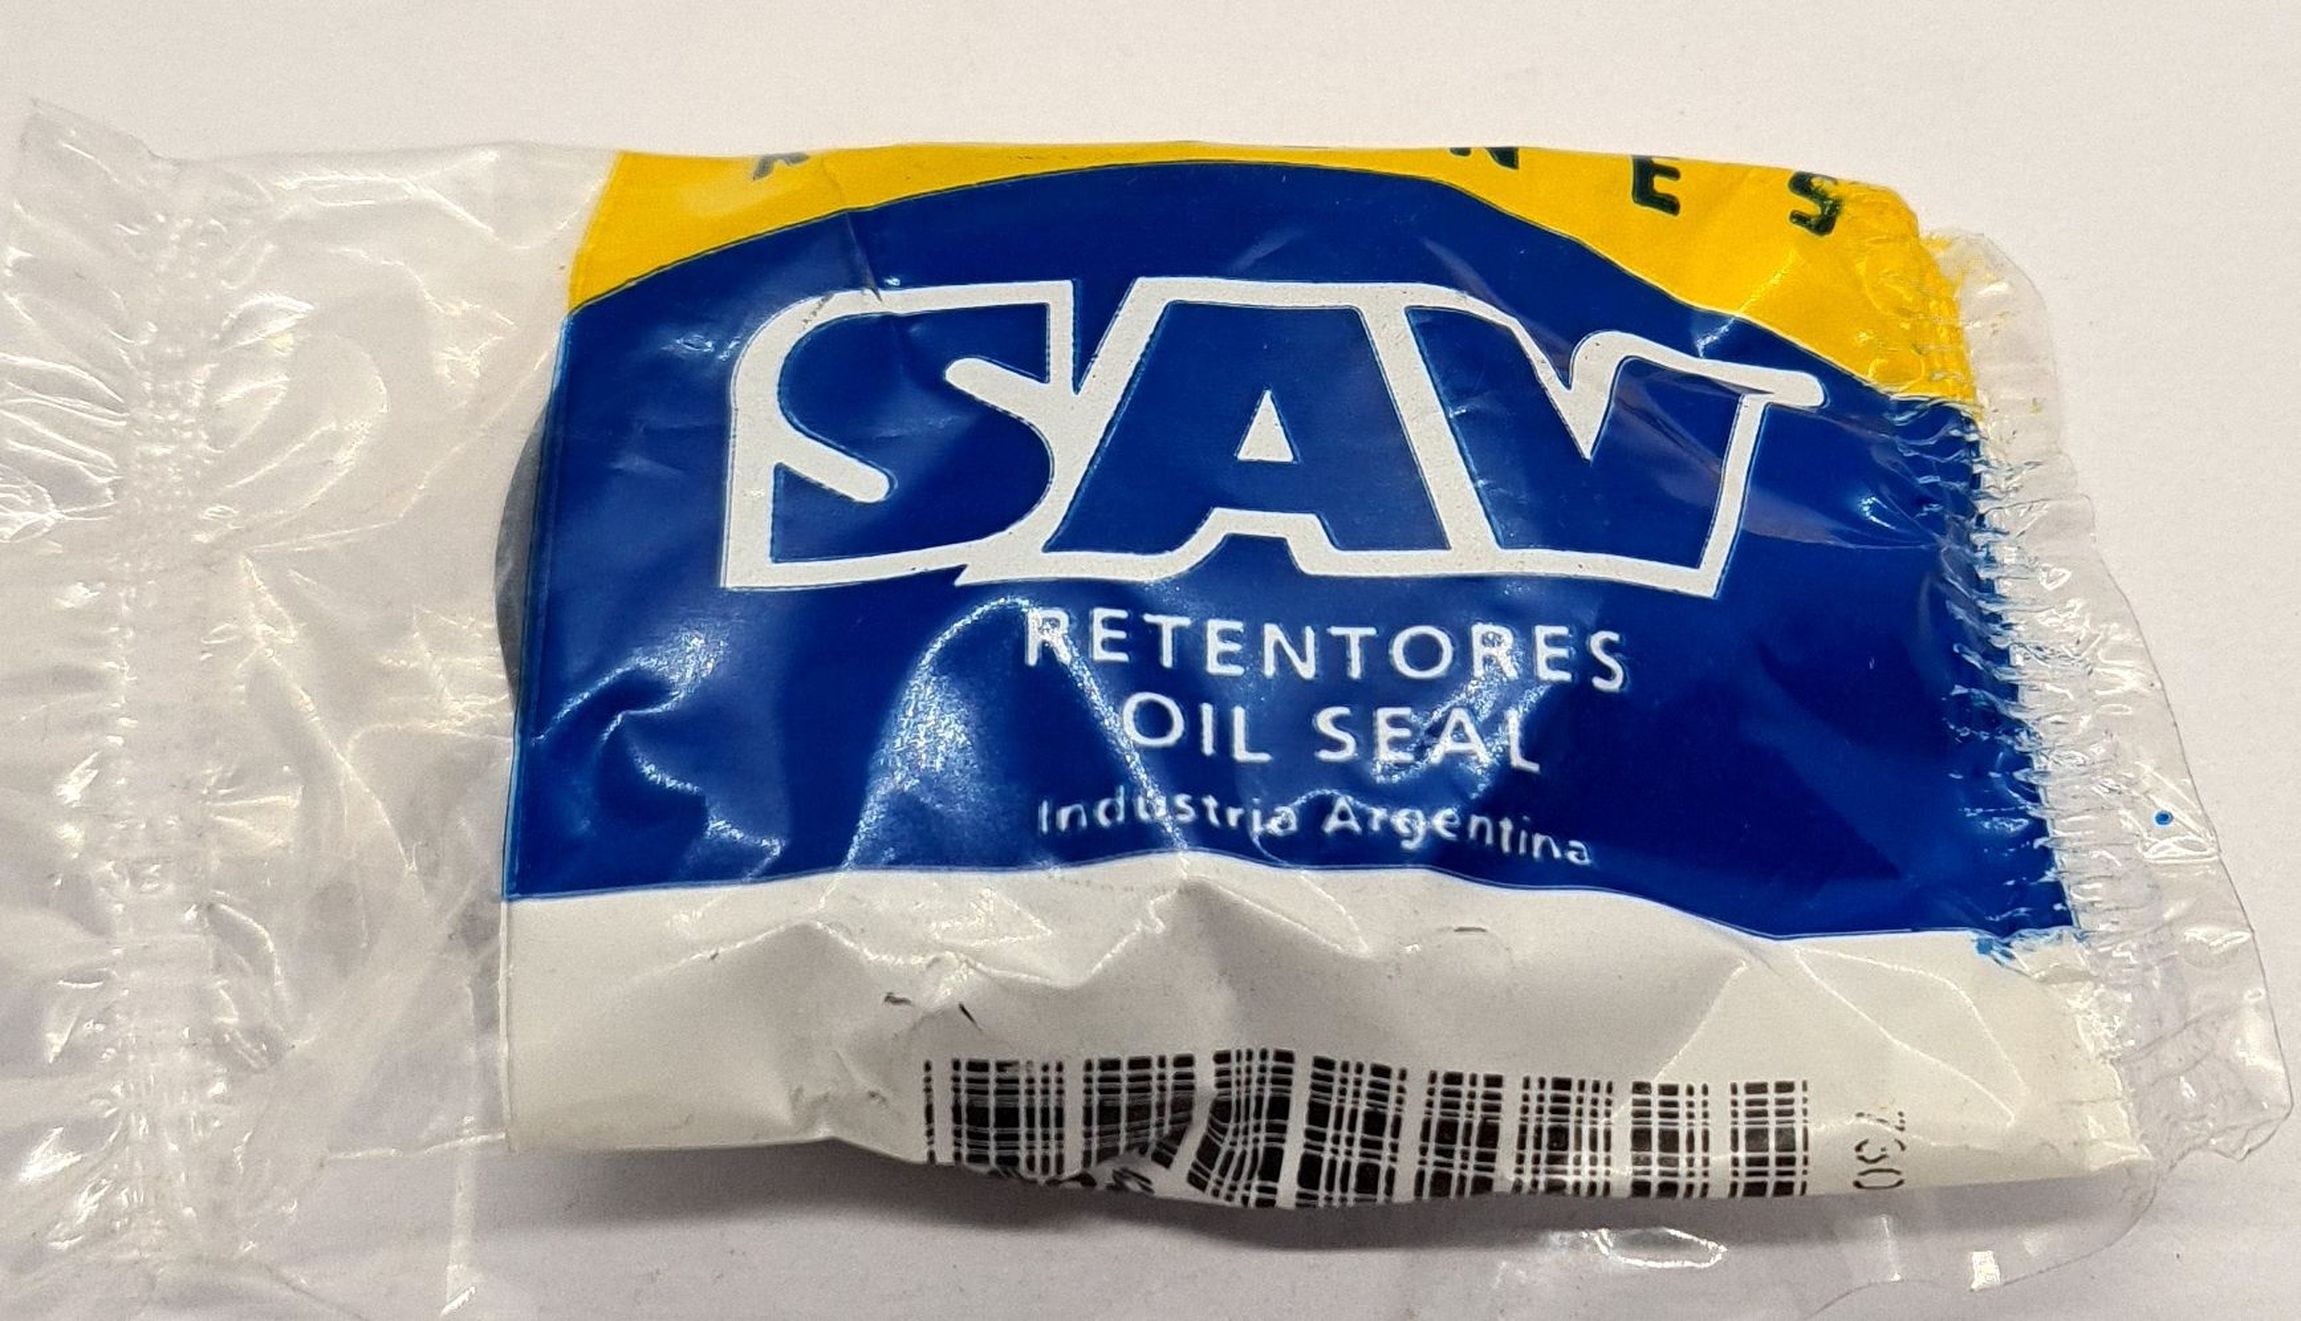 SAV
RETENTORES
OIL SEAL
Industria Argentina